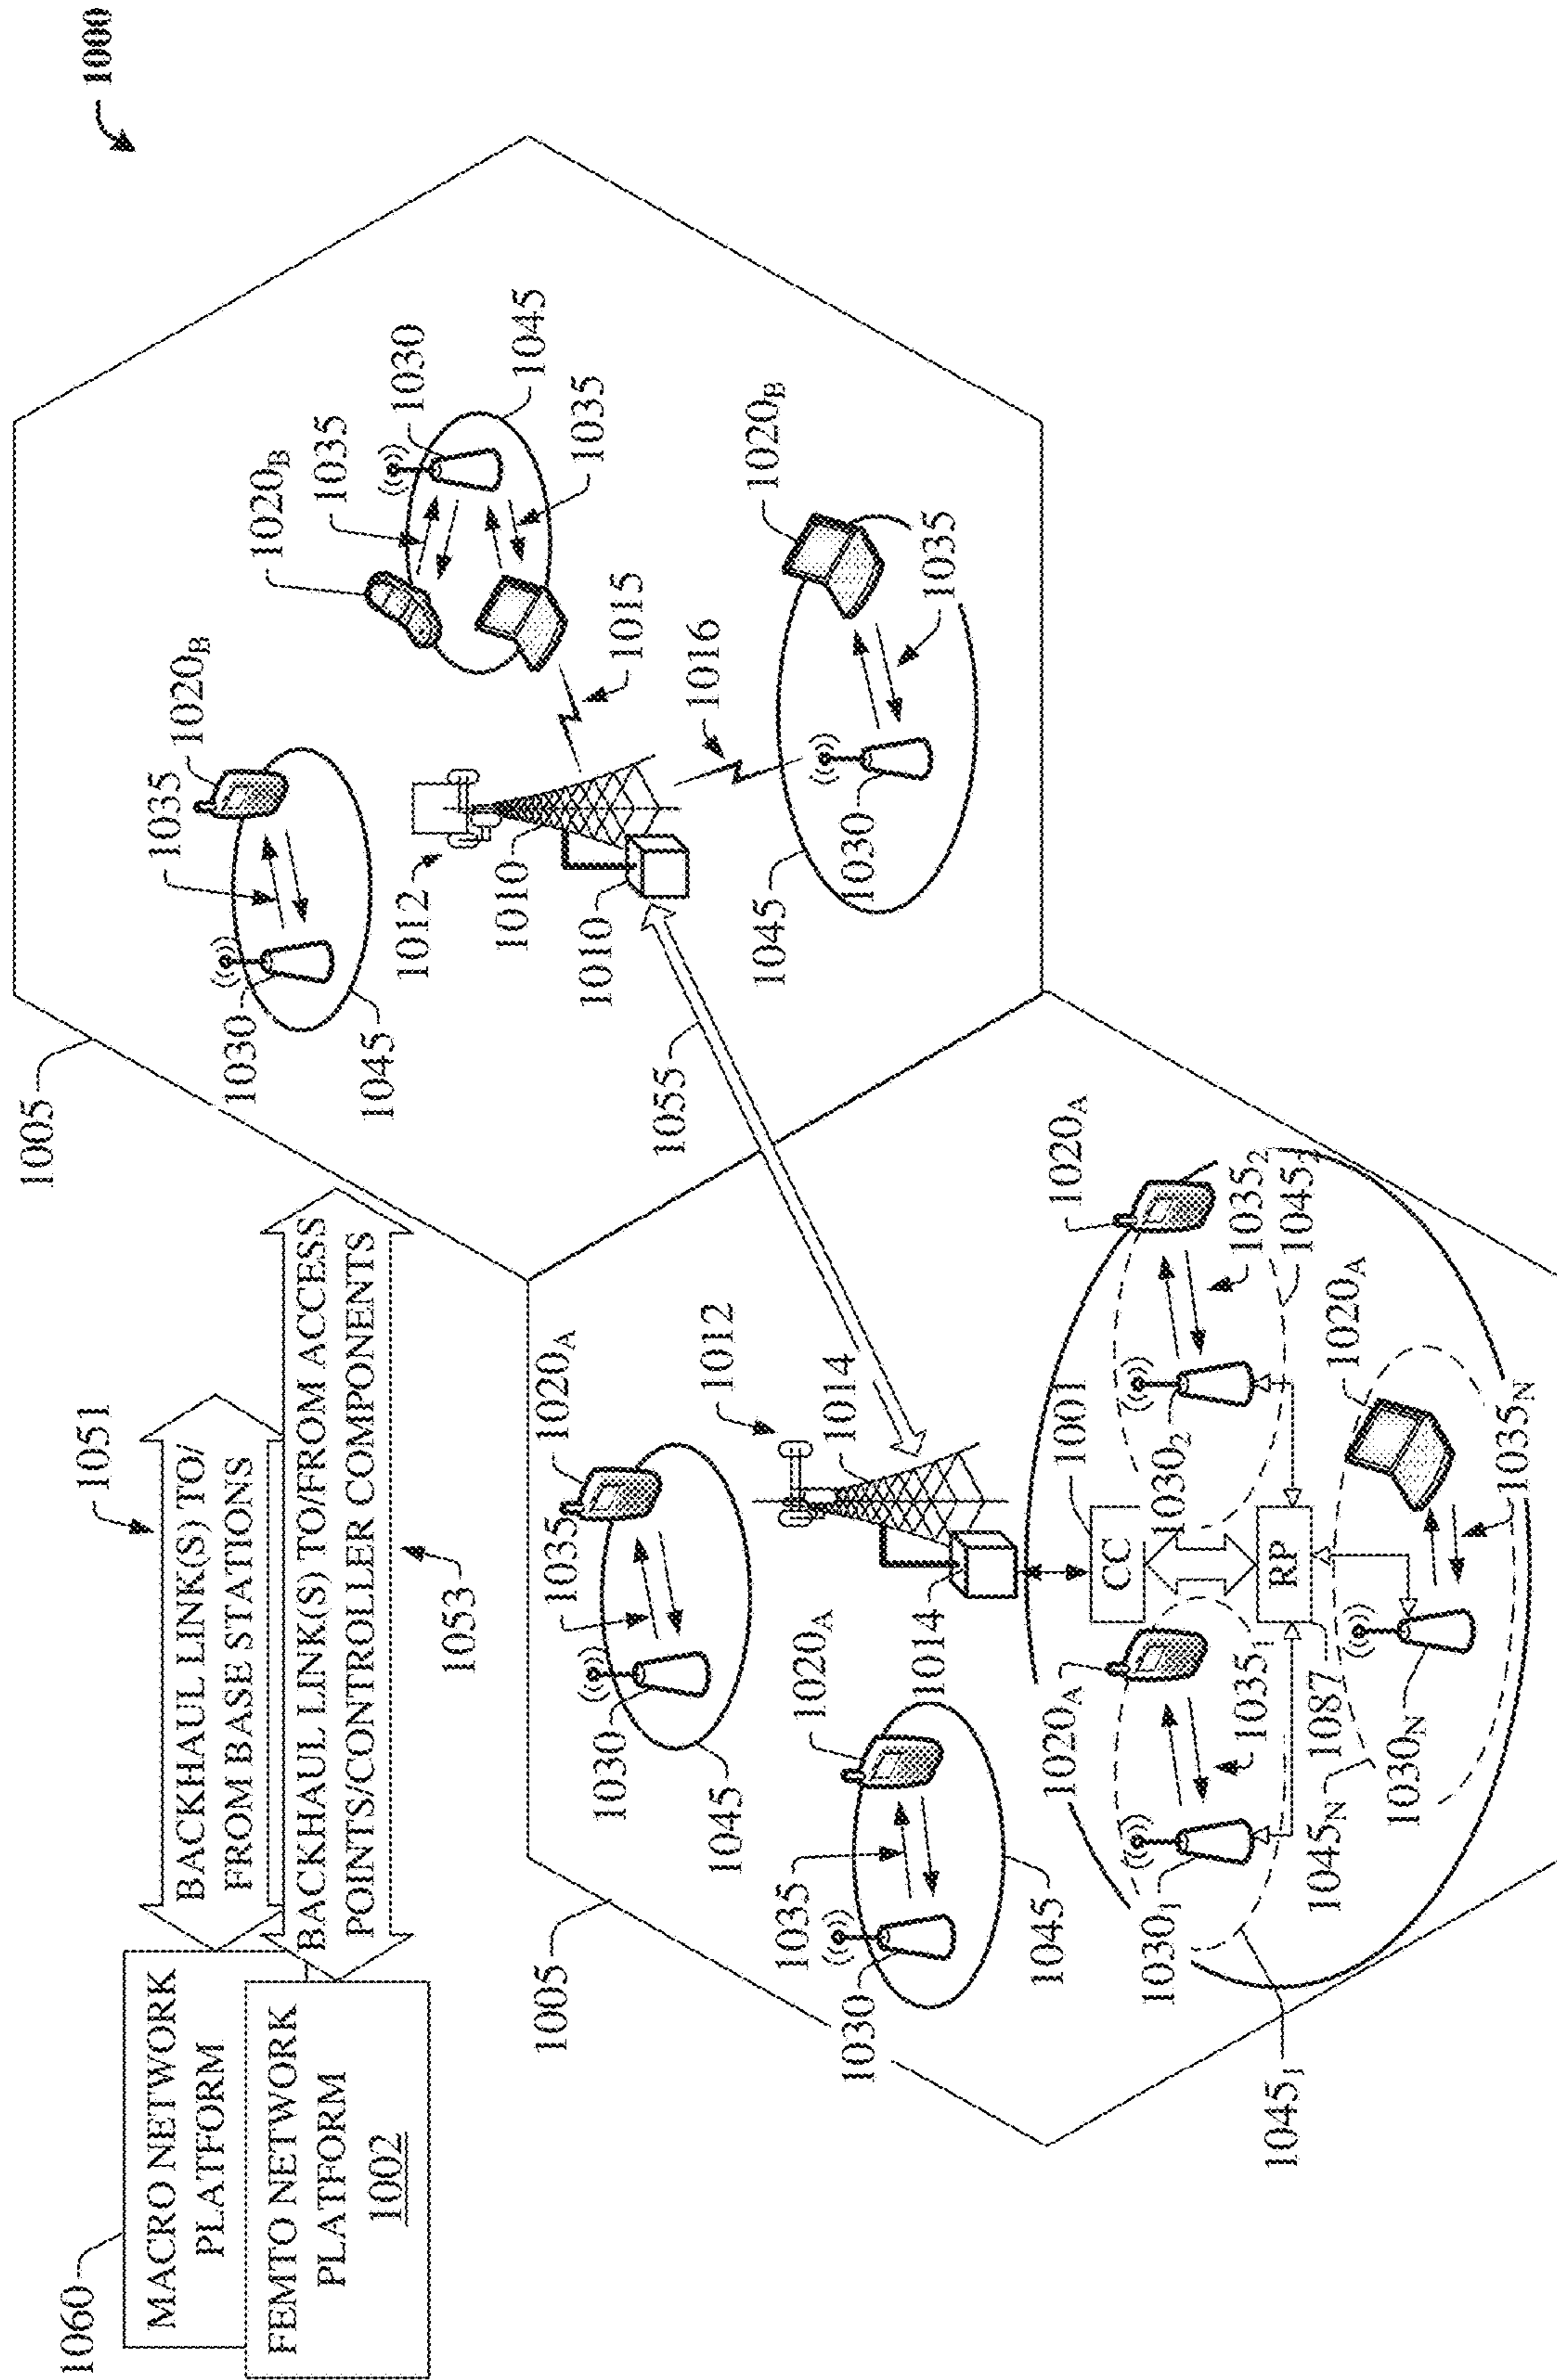 1000
1060
MACRO NETWORK
PLATFORM
FEMTO NETWORK
PLATFORM
1002
1051
BACKHAUL LINK(S) TO/
FROM BASE STATIONS
BACKHAUL LINK(S) TO/FROM ACCESS
POINTS/CONTROLLER COMPONENTS
1053
1005
1035
1020B
1030
1045
1020B
1035
1030
1045
1035
1012
1010
1010
1015
1016
1020B
1035
1030
1045
1055
1005
1020A
1035
1030
1045
1012
1014
1014
1020A
1035
1030
1045
1001
CC
RP
1087
1020A
1035₂
1045₂
1030₂
1020A
1035₁
1030₁
1045₁
1020A
1035N
1030N
1045N